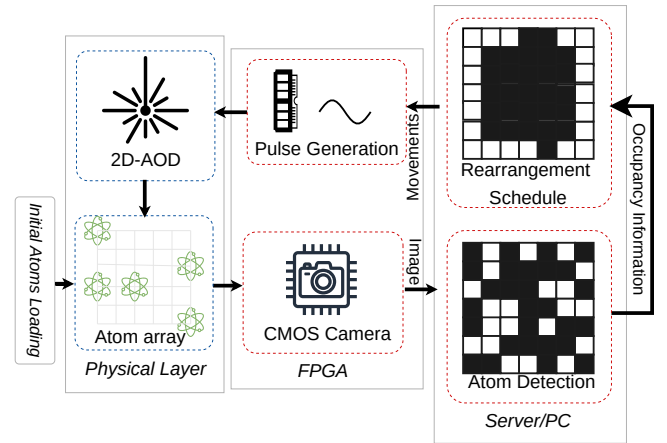 2D-AOD
Pulse Generation
Movements
Rearrangement
Schedule
Occupancy Information
Initial Atoms Loading
Atom array
CMOS Camera
Image
Atom Detection
Physical Layer
FPGA
Server/PC